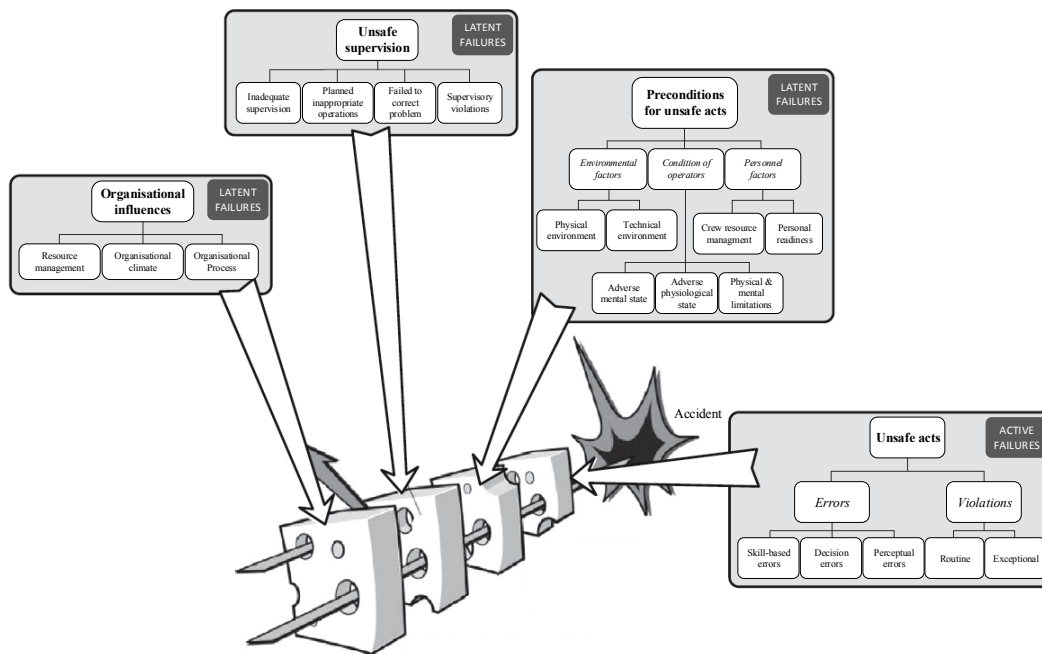 Unsafe
supervision
LATENT
FAILURES
Inadequate
supervision
Planned
inappropriate
operations
Failed to
correct
problem
Supervisory
violations
Preconditions
for unsafe acts
LATENT
FAILURES
Environmental
factors
Condition of
operators
Personnel
factors
Physical
environment
Technical
environment
Crew resource
managment
Personal
readiness
Adverse
mental state
Adverse
physiological
state
Physical &
mental
limitations
Organisational
influences
LATENT
FAILURES
Resource
management
Organisational
climate
Organisational
Process
Accident
Unsafe acts
ACTIVE
FAILURES
Errors
Violations
Skill-based
errors
Decision
errors
Perceptual
errors
Routine
Exceptional